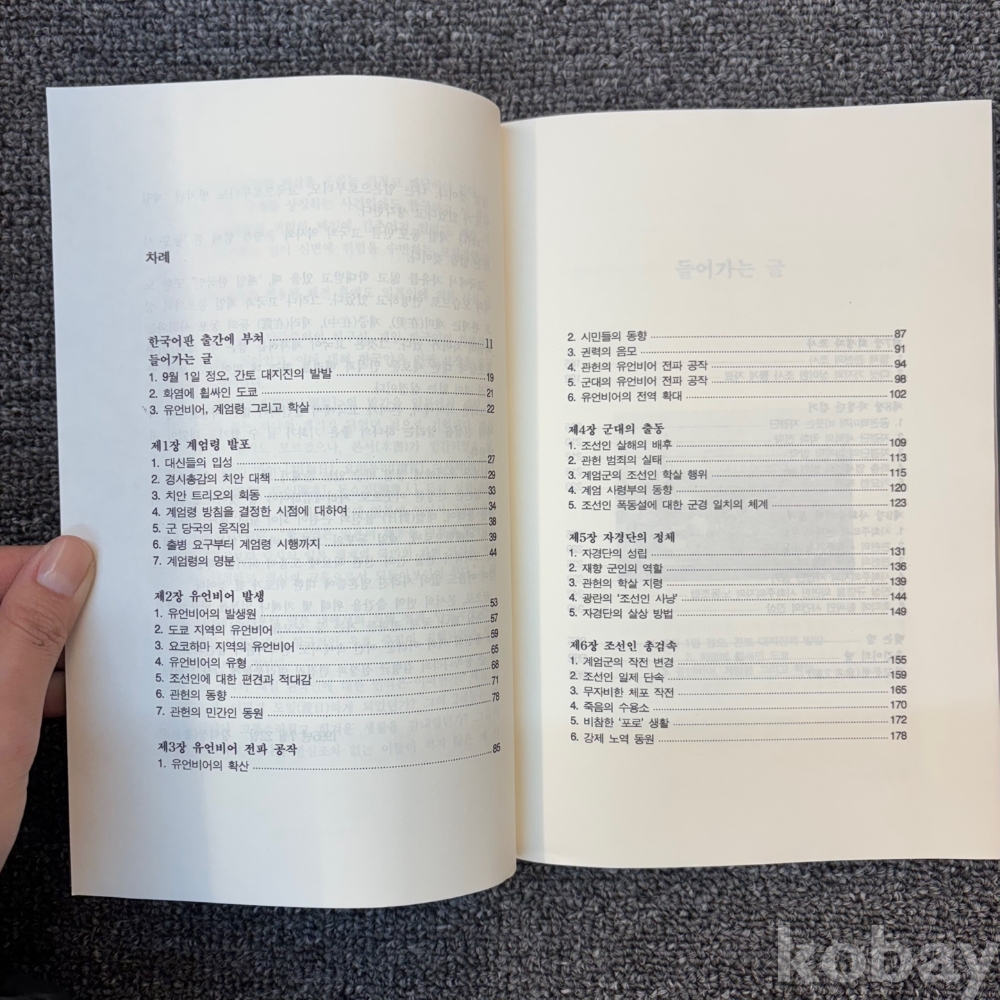 차례
한국어판 출간에 부쳐 11
들어가는 글
1. 9월 1일 정오, 간토 대지진의 발발 19
2. 화염에 휩싸인 도쿄 21
3. 유언비어, 계엄령 그리고 학살 22
제1장 계엄령 발포
1. 대신들의 입성 27
2. 경시총감의 치안 대책 29
3. 치안 트리오의 회동 33
4. 계엄령 방침을 결정한 시점에 대하여 34
5. 군 당국의 움직임 38
6. 출병 요구부터 계엄령 시행까지 39
7. 계엄령의 명분 44
제2장 유언비어 발생
1. 유언비어의 발생원 53
2. 도쿄 지역의 유언비어 57
3. 요코하마 지역의 유언비어 59
4. 유언비어의 유형 65
5. 조선인에 대한 편견과 적대감 68
6. 관헌의 동향 71
7. 관헌의 민간인 동원 78
제3장 유언비어 전파 공작
1. 유언비어의 확산 85
들어가는 글
2. 시민들의 동향 87
3. 권력의 음모 91
4. 관헌의 유언비어 전파 공작 94
5. 군대의 유언비어 전파 공작 98
6. 유언비어의 전역 확대 102
제4장 군대의 출동
1. 조선인 살해의 배후 109
2. 관헌 범죄의 실태 113
3. 계엄군의 조선인 학살 행위 115
4. 계엄 사령부의 동향 120
5. 조선인 폭동설에 대한 군경 일치의 체계 123
제5장 자경단의 정체
1. 자경단의 성립 131
2. 재향 군인의 역할 136
3. 관헌의 학살 지령 139
4. 광란의 '조선인 사냥' 144
5. 자경단의 살상 방법 149
제6장 조선인 총검속
1. 계엄군의 작전 변경 155
2. 조선인 일제 단속 159
3. 무자비한 체포 작전 165
4. 죽음의 수용소 170
5. 비참한 '포로' 생활 172
6. 강제 노역 동원 178
kobay